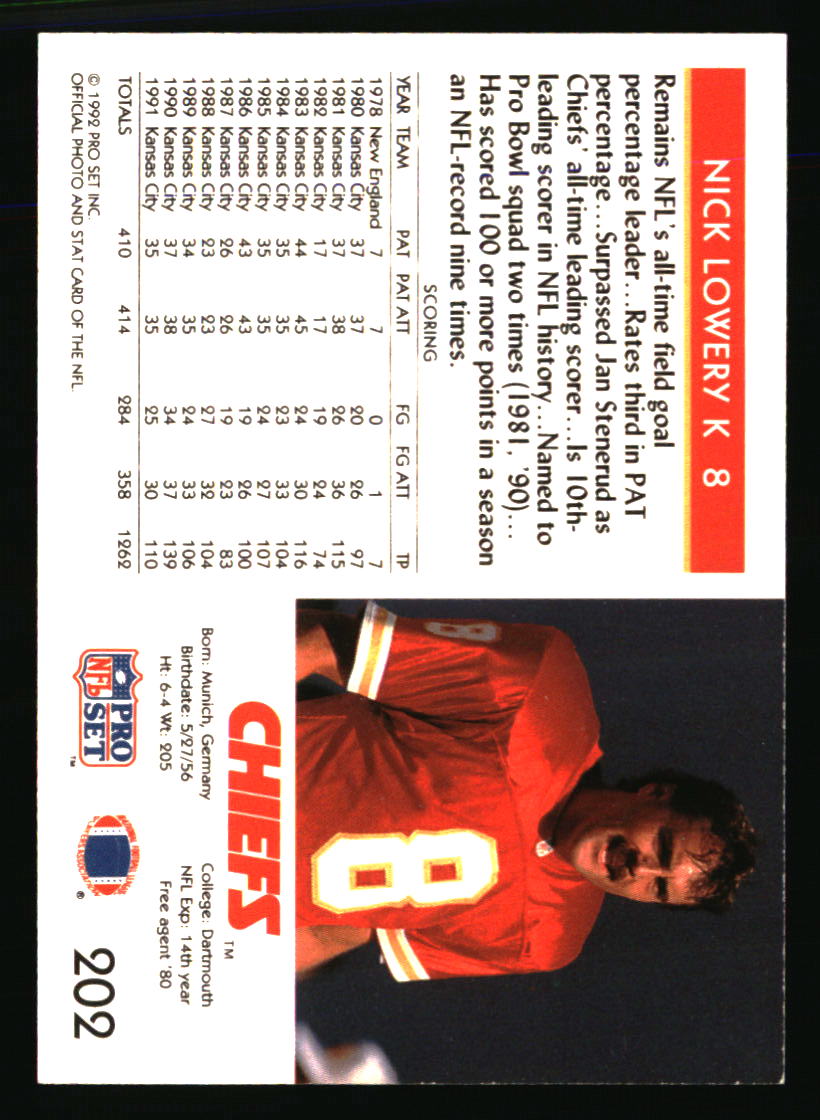 NICK LOWERY K 8
Remains NFL's all-time field goal
percentage leader...Rates third in PAT
percentage....Surpassed Jan Stenerud as
Chiefs' all-time leading scorer....Is 10th-
leading scorer in NFL history....Named to
Pro Bowl squad two times (1981, '90)....
Has scored 100 or more points in a season
an NFL-record nine times.
SCORING
YEAR TEAM PAT PAT ATT FG FG ATT TP
1978 New England 7 7 0 1 7
1980 Kansas City 37 37 20 26 97
1981 Kansas City 37 38 26 36 115
1982 Kansas City 17 17 19 24 74
1983 Kansas City 44 45 24 30 116
1984 Kansas City 35 35 23 33 104
1985 Kansas City 35 35 24 27 107
1986 Kansas City 43 43 19 26 100
1987 Kansas City 26 26 19 23 83
1988 Kansas City 23 23 27 32 104
1989 Kansas City 34 35 24 33 106
1990 Kansas City 37 38 34 37 139
1991 Kansas City 35 35 25 30 110
TOTALS 410 414 284 358 1262
© 1992 PRO SET INC.
OFFICIAL PHOTO AND STAT CARD OF THE NFL.
8
8
CHIEFS™
Born: Munich, Germany
Birthdate: 5/27/56
Ht: 6-4 Wt: 205
College: Dartmouth
NFL Exp: 14th year
Free agent '80
NFL PRO SET™
NATIONAL FOOTBALL LEAGUE
PLAYERS ASSOCIATION
®
202